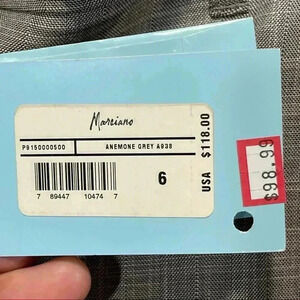 Marciano
P9150000500
ANEMONE GREY A938
7 89447 10474 7
6
USA $118.00
$98.99